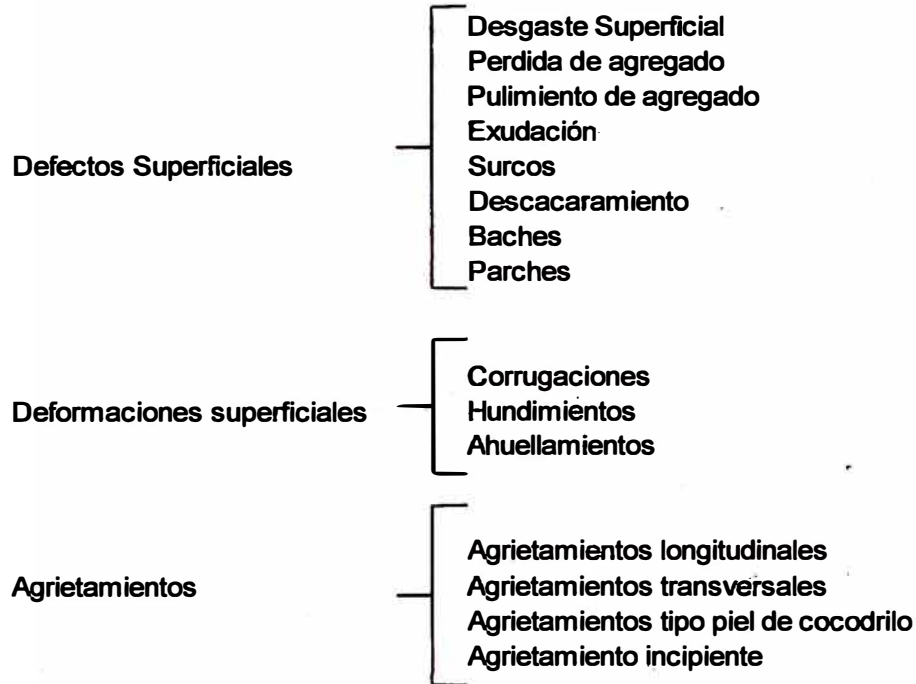 Defectos Superficiales
Desgaste Superficial
Perdida de agregado
Pulimiento de agregado
Exudación
Surcos
Descacaramiento
Baches
Parches
Deformaciones superficiales
Corrugaciones
Hundimientos
Ahuellamientos
Agrietamientos
Agrietamientos longitudinales
Agrietamientos transversales
Agrietamientos tipo piel de cocodrilo
Agrietamiento incipiente